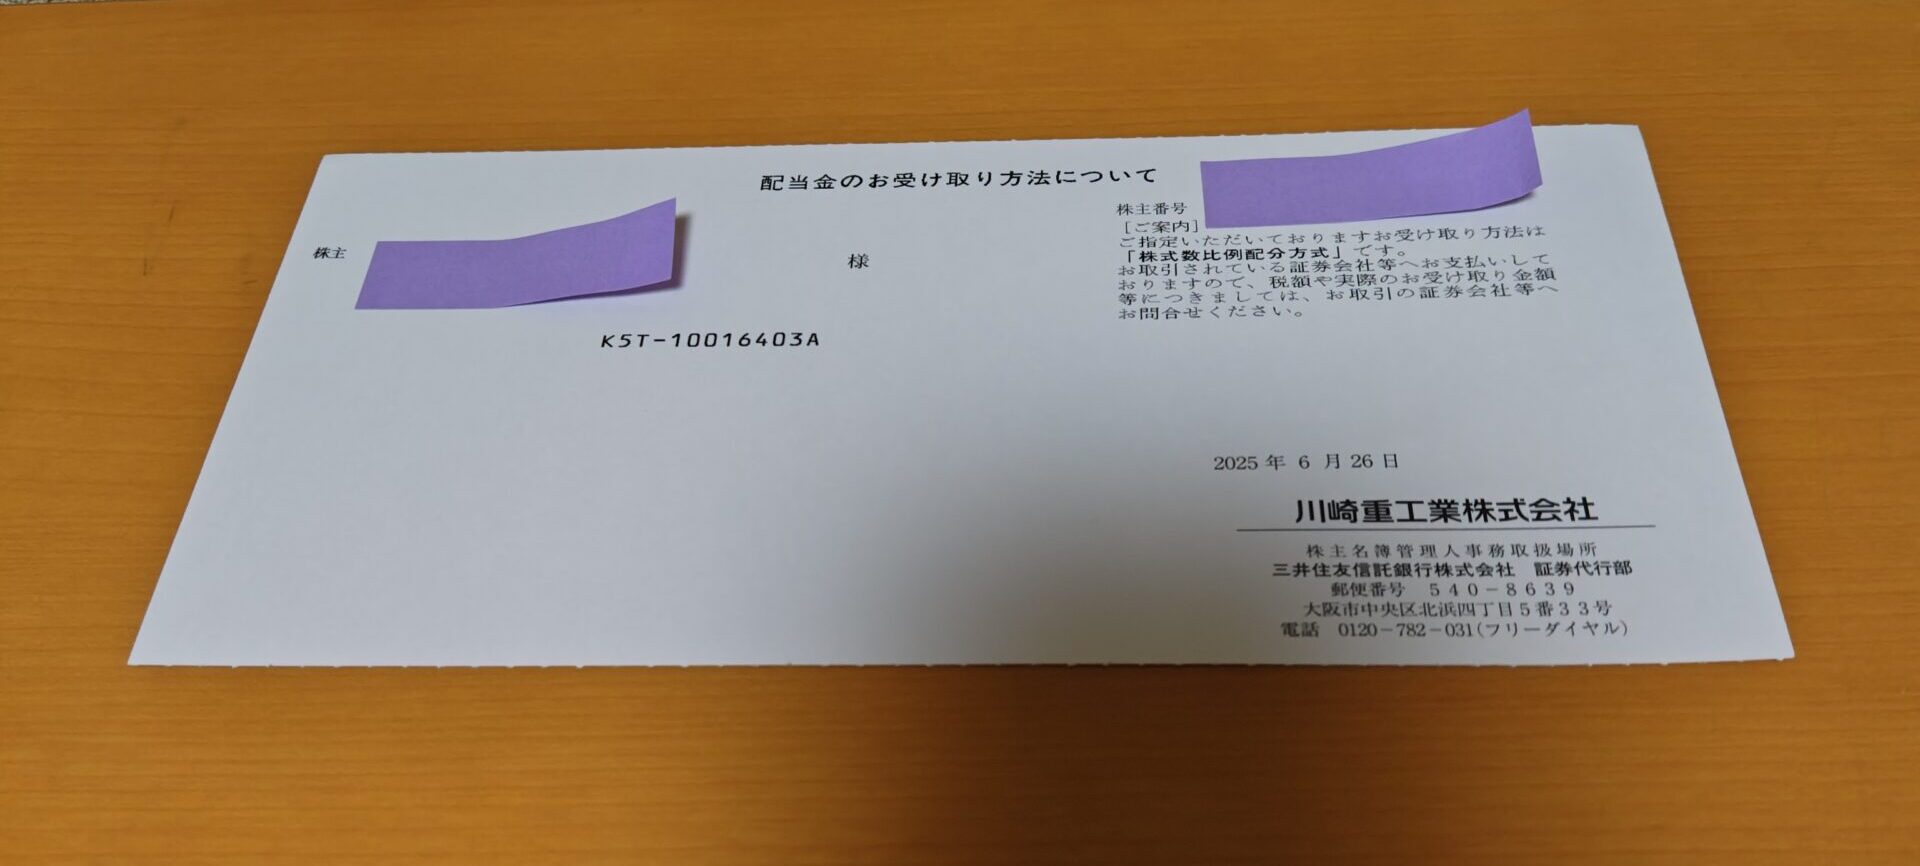 配当金のお受け取り方法について
株主 様
K5T-10016403A
株主番号
［ご案内］
ご指定いただいておりますお受け取り方法は
「株式数比例配分方式」です。
お取引されている証券会社等へお支払いして
おりますので、税額や実際のお受け取り金額
等につきましては、お取引の証券会社等へ
お問合せください。
2025 年 6 月 26 日
川崎重工業株式会社
株主名簿管理人事務取扱場所
三井住友信託銀行株式会社 証券代行部
郵便番号 ５４０－８６３９
大阪市中央区北浜四丁目５番３３号
電話 0120－782－031(フリーダイヤル)